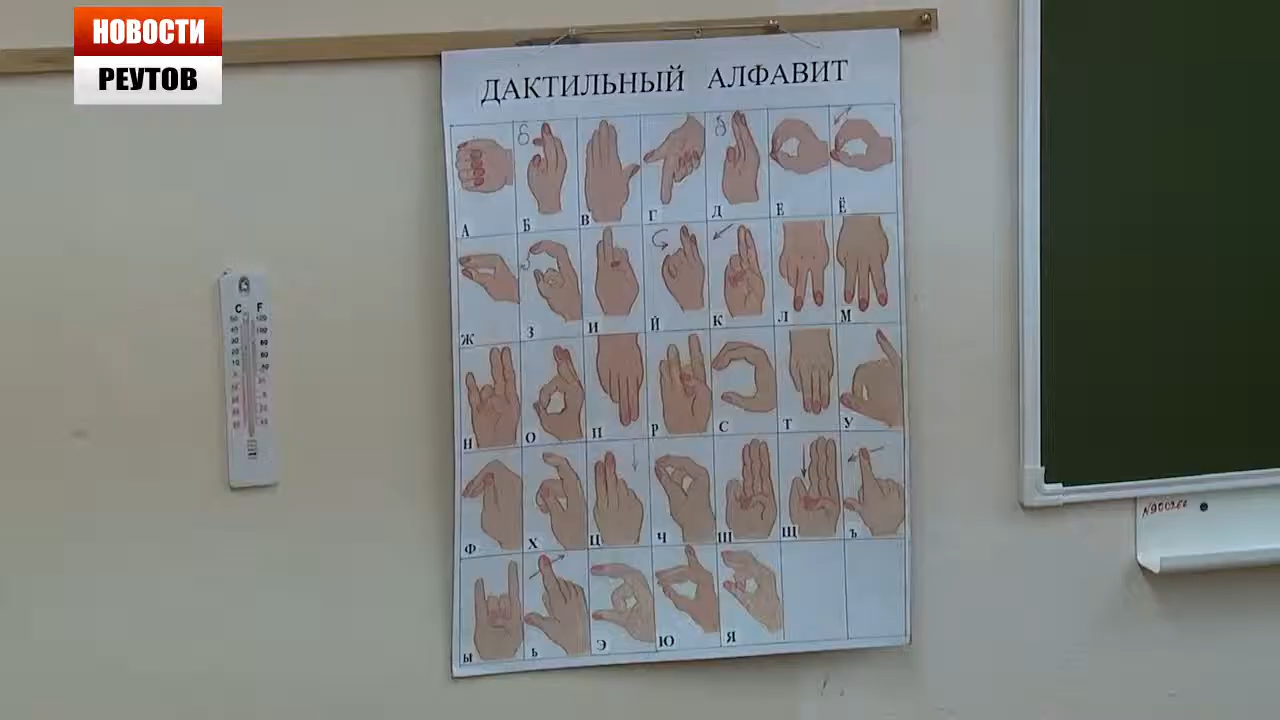 НОВОСТИ
РЕУТОВ
ДАКТИЛЬНЫЙ АЛФАВИТ
А Б В Г Д Е Ё
Ж З И Й К Л М
Н О П Р С Т У
Ф Х Ц Ч Ш Щ Ъ
Ы Ь Э Ю Я
C F